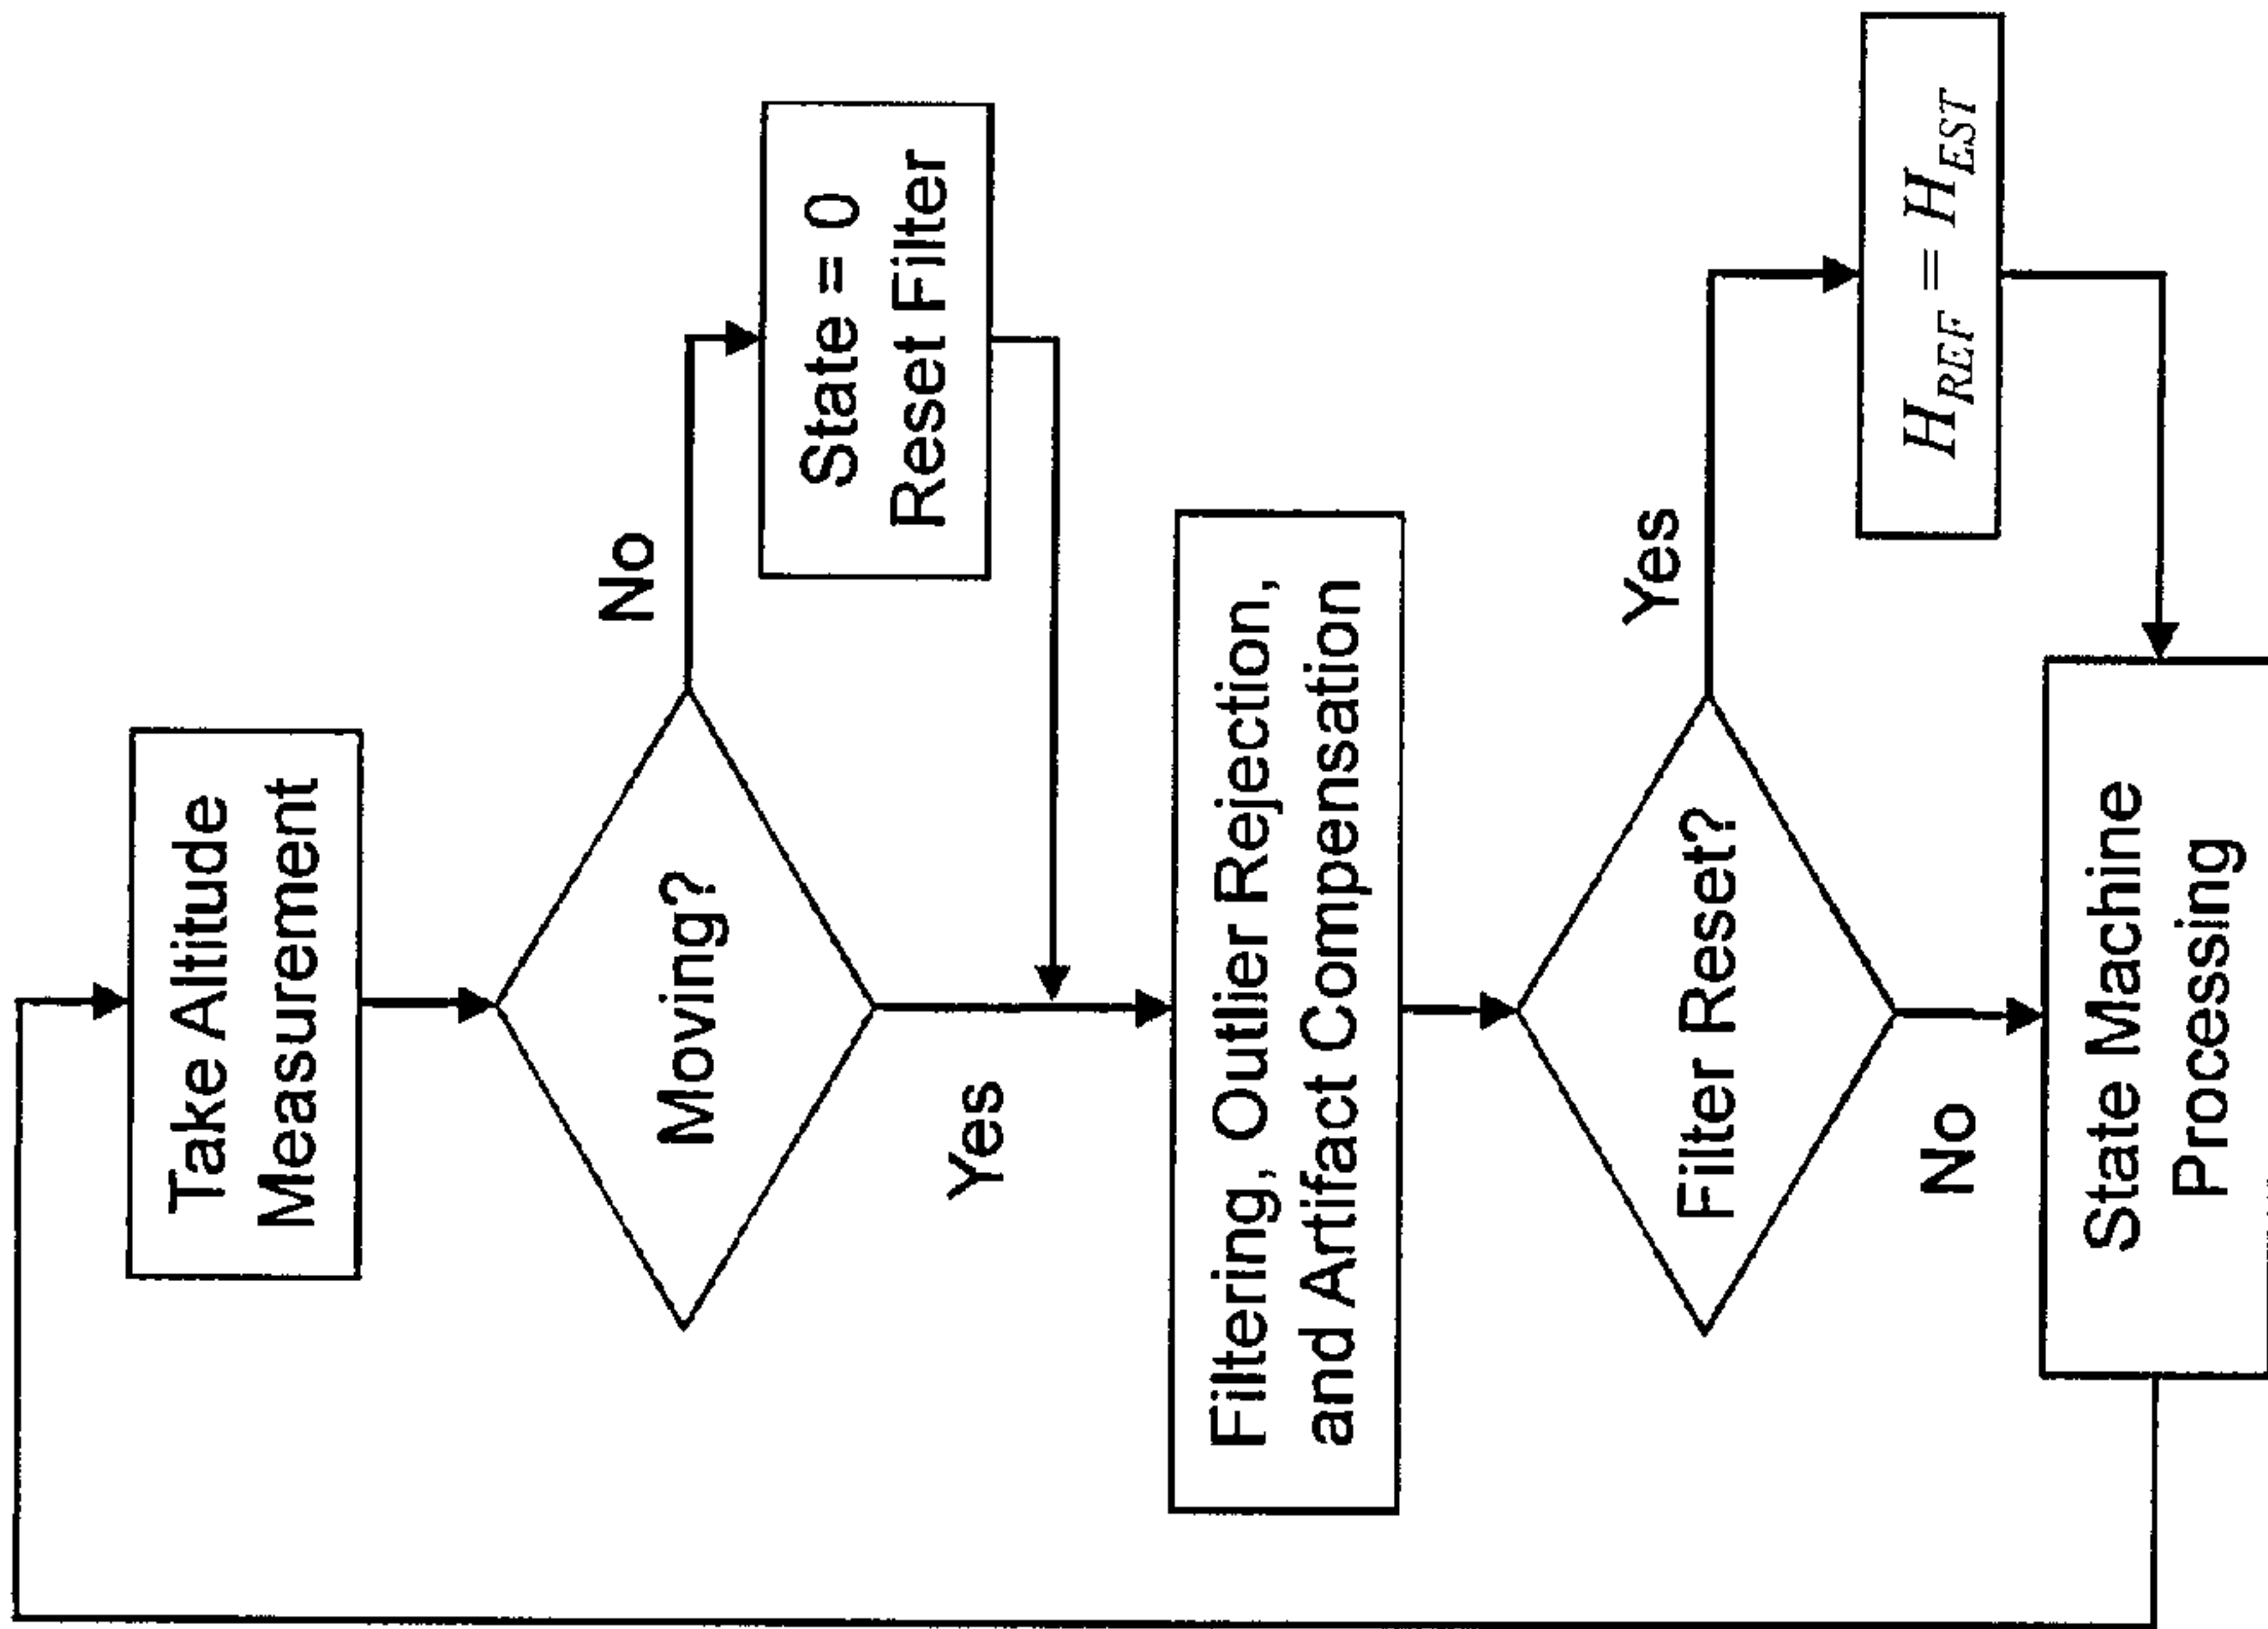 Take Altitude
Measurement
Moving?
No
State = 0
Reset Filter
Yes
Filtering, Outlier Rejection,
and Artifact Compensation
Filter Reset?
Yes
H_REF = H_EST
No
State Machine
Processing